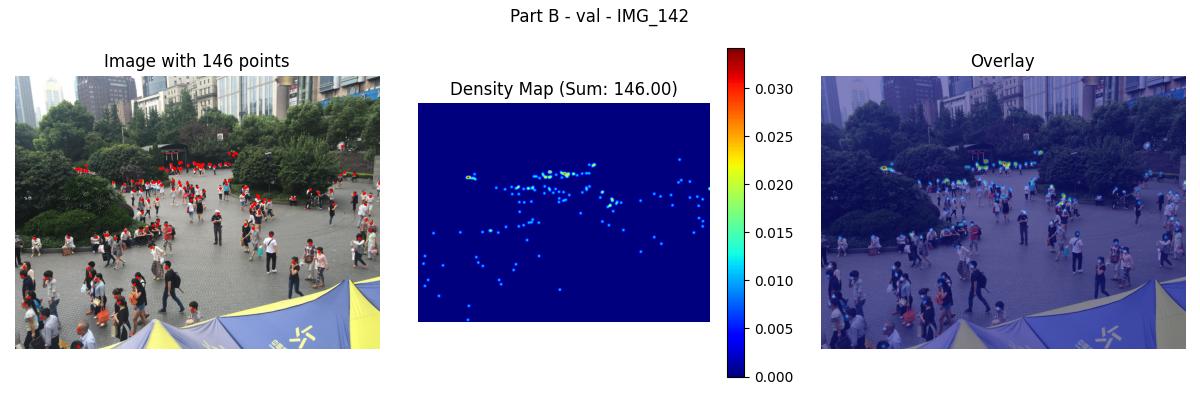 Part B - val - IMG_142
Image with 146 points
Density Map (Sum: 146.00)
Overlay
0.030
0.025
0.020
0.015
0.010
0.005
0.000